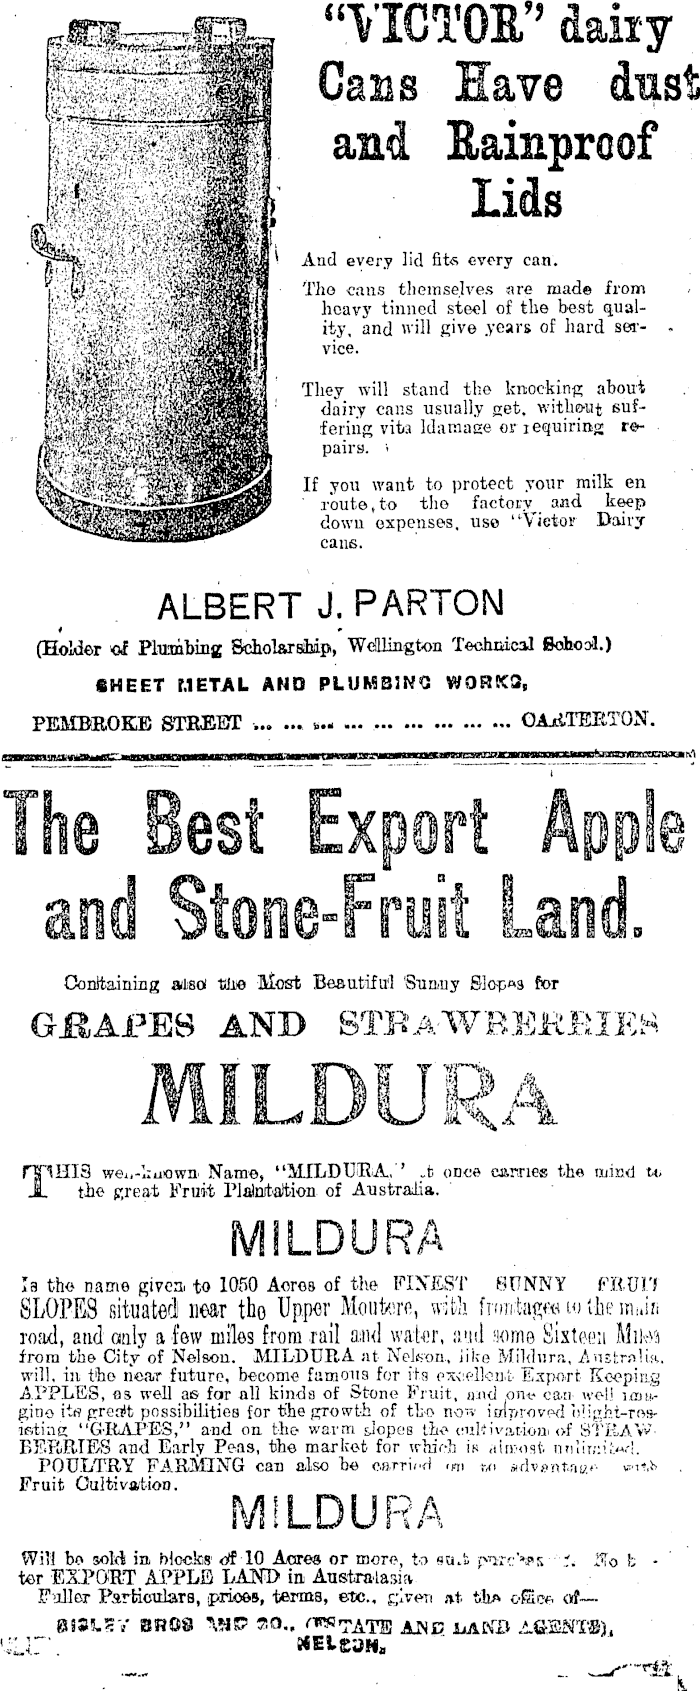 "VICTOR" dairy
Cans Have dust
and Rainproof
Lids
And every lid fits every can.
The cans themselves are made from
heavy tinned steel of the best qual-
ity, and will give years of hard ser-
vice.
They will stand the knocking about
dairy cans usually get, without suf-
fering vita ldamage or requiring re-
pairs.
If you want to protect your milk en
route, to the factory and keep
down expenses, use "Victor Dairy
cans.
ALBERT J. PARTON
(Holder of Plumbing Scholarship, Wellington Technical School.)
SHEET METAL AND PLUMBING WORKS,
PEMBROKE STREET ... ... ... ... ... ... ... ... ... CARTERTON.
The Best Export Apple
and Stone-Fruit Land.
Containing also the Most Beautiful Sunny Slopes for
GRAPES AND STRAWBERRIES
MILDURA
THIS well-known Name, "MILDURA," at once carries the mind to
the great Fruit Plantation of Australia.
MILDURA
Is the name given to 1050 Acres of the FINEST SUNNY FRUIT
SLOPES situated near the Upper Moutere, with frontages to the main
road, and only a few miles from rail and water, and some Sixteen Miles
from the City of Nelson. MILDURA at Nelson, like Mildura, Australia,
will, in the near future, become famous for its excellent Export Keeping
APPLES, as well as for all kinds of Stone Fruit, and one can well ima-
gine its great possibilities for the growth of the now improved blight-res-
isting "GRAPES," and on the warm slopes the cultivation of STRAW
BERRIES and Early Peas, the market for which is almost unlimited.
POULTRY FARMING can also be carried on to advantage with
Fruit Cultivation.
MILDURA
Will be sold in blocks of 10 Acres or more, to suit No
ter EXPORT APPLE LAND in Australasia
Fuller Particulars, prices, terms, etc., given at the office of—
BISLEY BROS AND CO., (ESTATE AND LAND AGENTS),
NELSON.